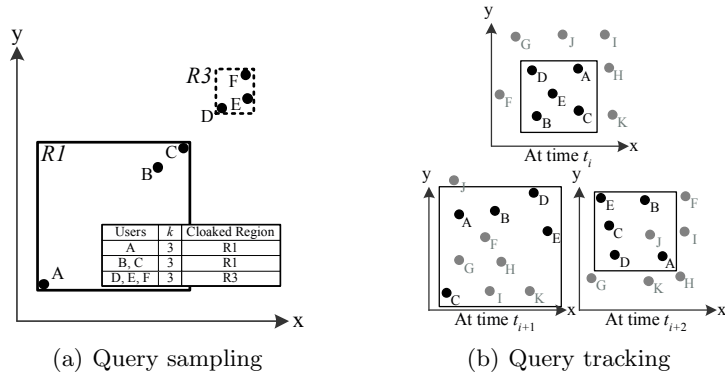 y
R3
F
E
D
R1
C
B
A
Users k Cloaked Region
A 3 R1
B, C 3 R1
D, E, F 3 R3
x
(a) Query sampling
y
G J I
D A H
F E
B C K
x
At time t_i
y
J
D
A B
F E
G H
C I K
x
At time t_{i+1}
y
E B F
C J I
D A
G K H
x
At time t_{i+2}
(b) Query tracking